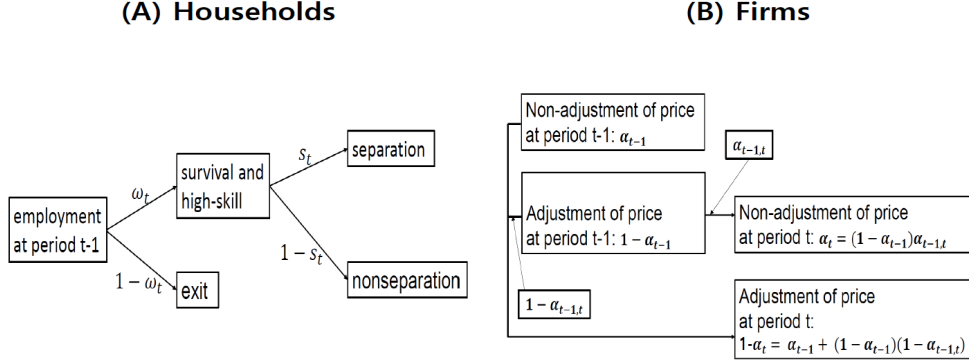 (A) Households
(B) Firms
employment
at period t-1
ω_t
1 − ω_t
survival and
high-skill
exit
s_t
1 − s_t
separation
nonseparation
Non-adjustment of price
at period t-1: α_{t−1}
Adjustment of price
at period t-1: 1 − α_{t−1}
α_{t−1,t}
1 − α_{t−1,t}
Non-adjustment of price
at period t: α_t = (1 − α_{t−1})α_{t−1,t}
Adjustment of price
at period t:
1-α_t = α_{t−1} + (1 − α_{t−1})(1 − α_{t−1,t})